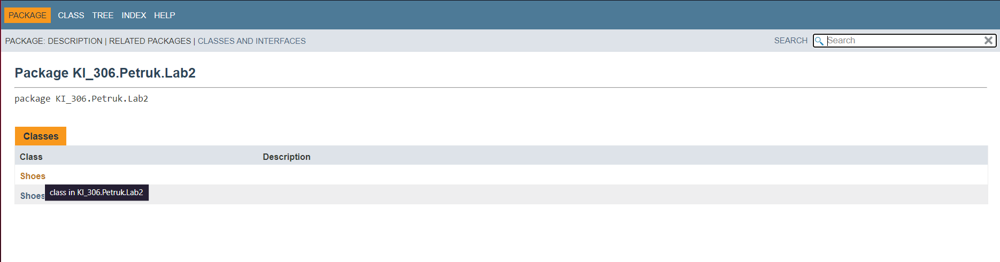 PACKAGE CLASS TREE INDEX HELP
PACKAGE: DESCRIPTION | RELATED PACKAGES | CLASSES AND INTERFACES SEARCH Search
Package KI_306.Petruk.Lab2
package KI_306.Petruk.Lab2
Classes
Class Description
Shoes
class in KI_306.Petruk.Lab2
Shoes